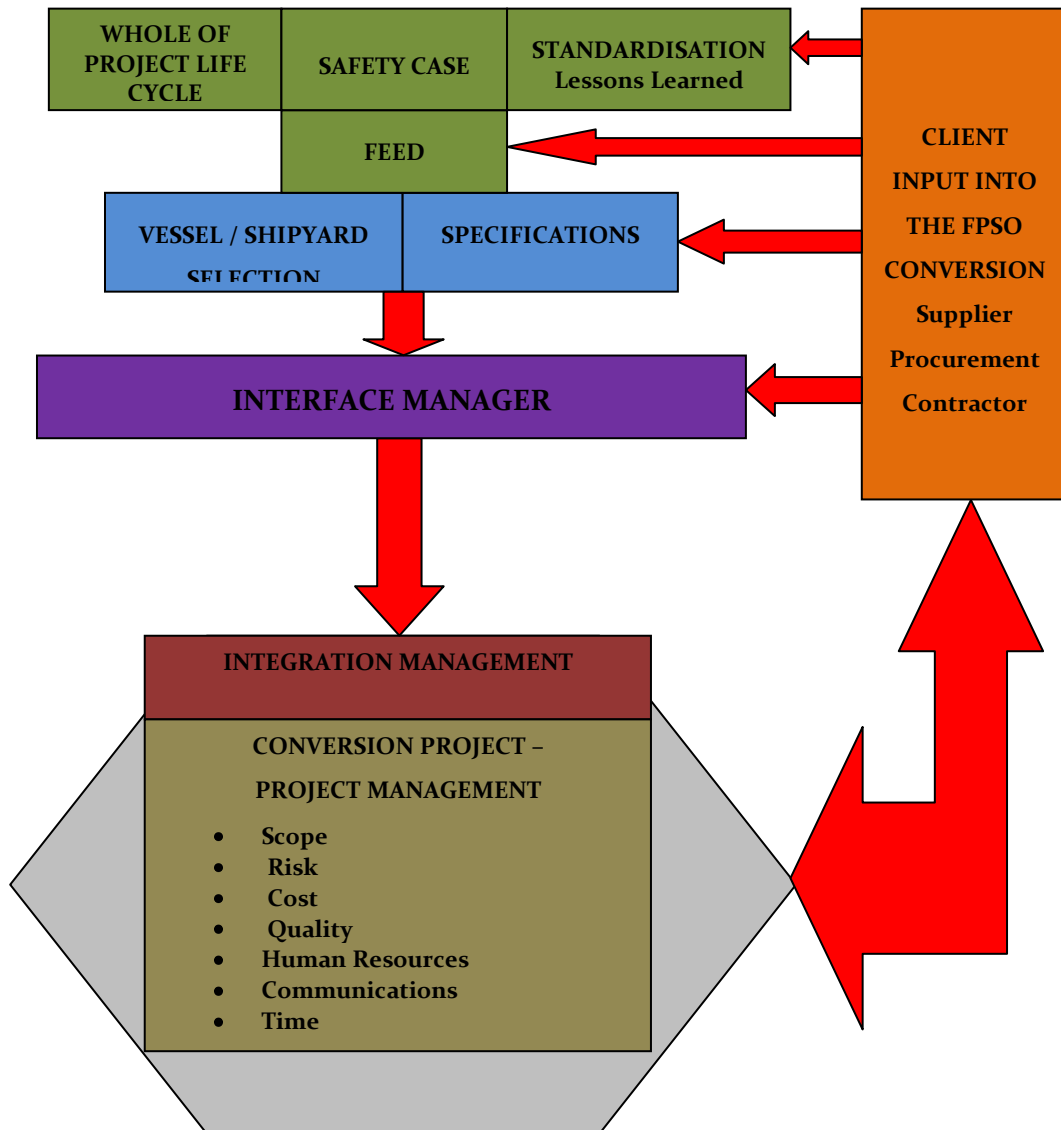 WHOLE OF
PROJECT LIFE
CYCLE
SAFETY CASE
STANDARDISATION
Lessons Learned
FEED
VESSEL / SHIPYARD
SELECTION
SPECIFICATIONS
INTERFACE MANAGER
CLIENT
INPUT INTO
THE FPSO
CONVERSION
Supplier
Procurement
Contractor
INTEGRATION MANAGEMENT
CONVERSION PROJECT –
PROJECT MANAGEMENT
• Scope
• Risk
• Cost
• Quality
• Human Resources
• Communications
• Time